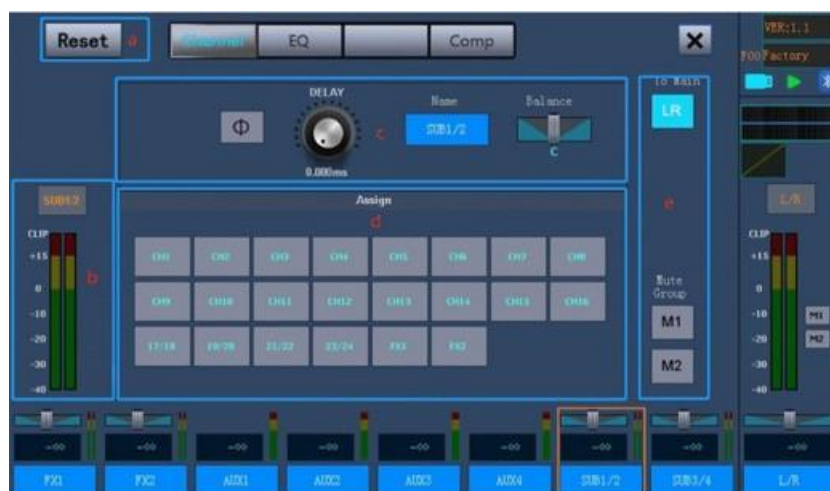 Reset
a
Channel
EQ
Comp
X
VER:1.1
F00Factory
DELAY
Φ
0.000ms
c
Name
SUB1/2
Balance
C
To Main
LR
e
Mute
Group
M1
M2
SUB1/2
CLIP
+15
0
-10
-20
-30
-40
b
Assign
d
CH1 CH2 CH3 CH4 CH5 CH6 CH7 CH8
CH9 CH10 CH11 CH12 CH13 CH14 CH15 CH16
17/18 19/20 21/22 23/24 FX1 FX2
L/R
CLIP
+15
0
-10
-20
-30
-40
M1
M2
-∞ -∞ -∞ -∞ -∞ -∞ -∞ -∞ -∞
FX1 FX2 AUX1 AUX2 AUX3 AUX4 SUB1/2 SUB3/4 L/R